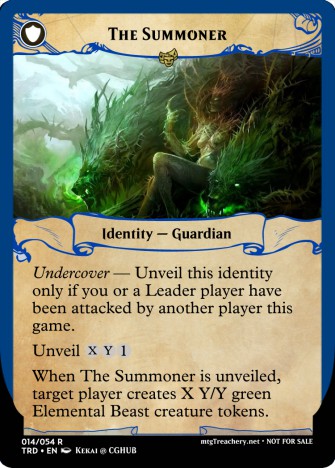 The Summoner
Identity — Guardian
Undercover — Unveil this identity
only if you or a Leader player have
been attacked by another player this
game.
Unveil X Y 1
When The Summoner is unveiled,
target player creates X Y/Y green
Elemental Beast creature tokens.
014/054 R
TRD • EN Kekai @ CGHUB
mtgTreachery.net • NOT FOR SALE